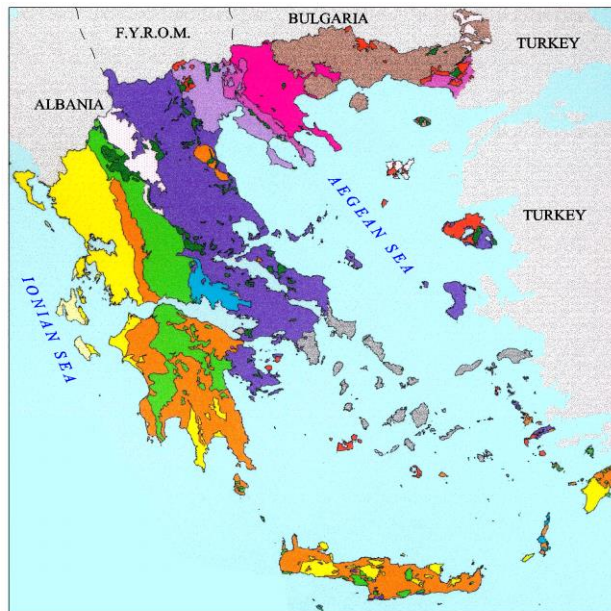 BULGARIA
F.Y.R.O.M.
TURKEY
ALBANIA
AEGEAN SEA
TURKEY
IONIAN SEA